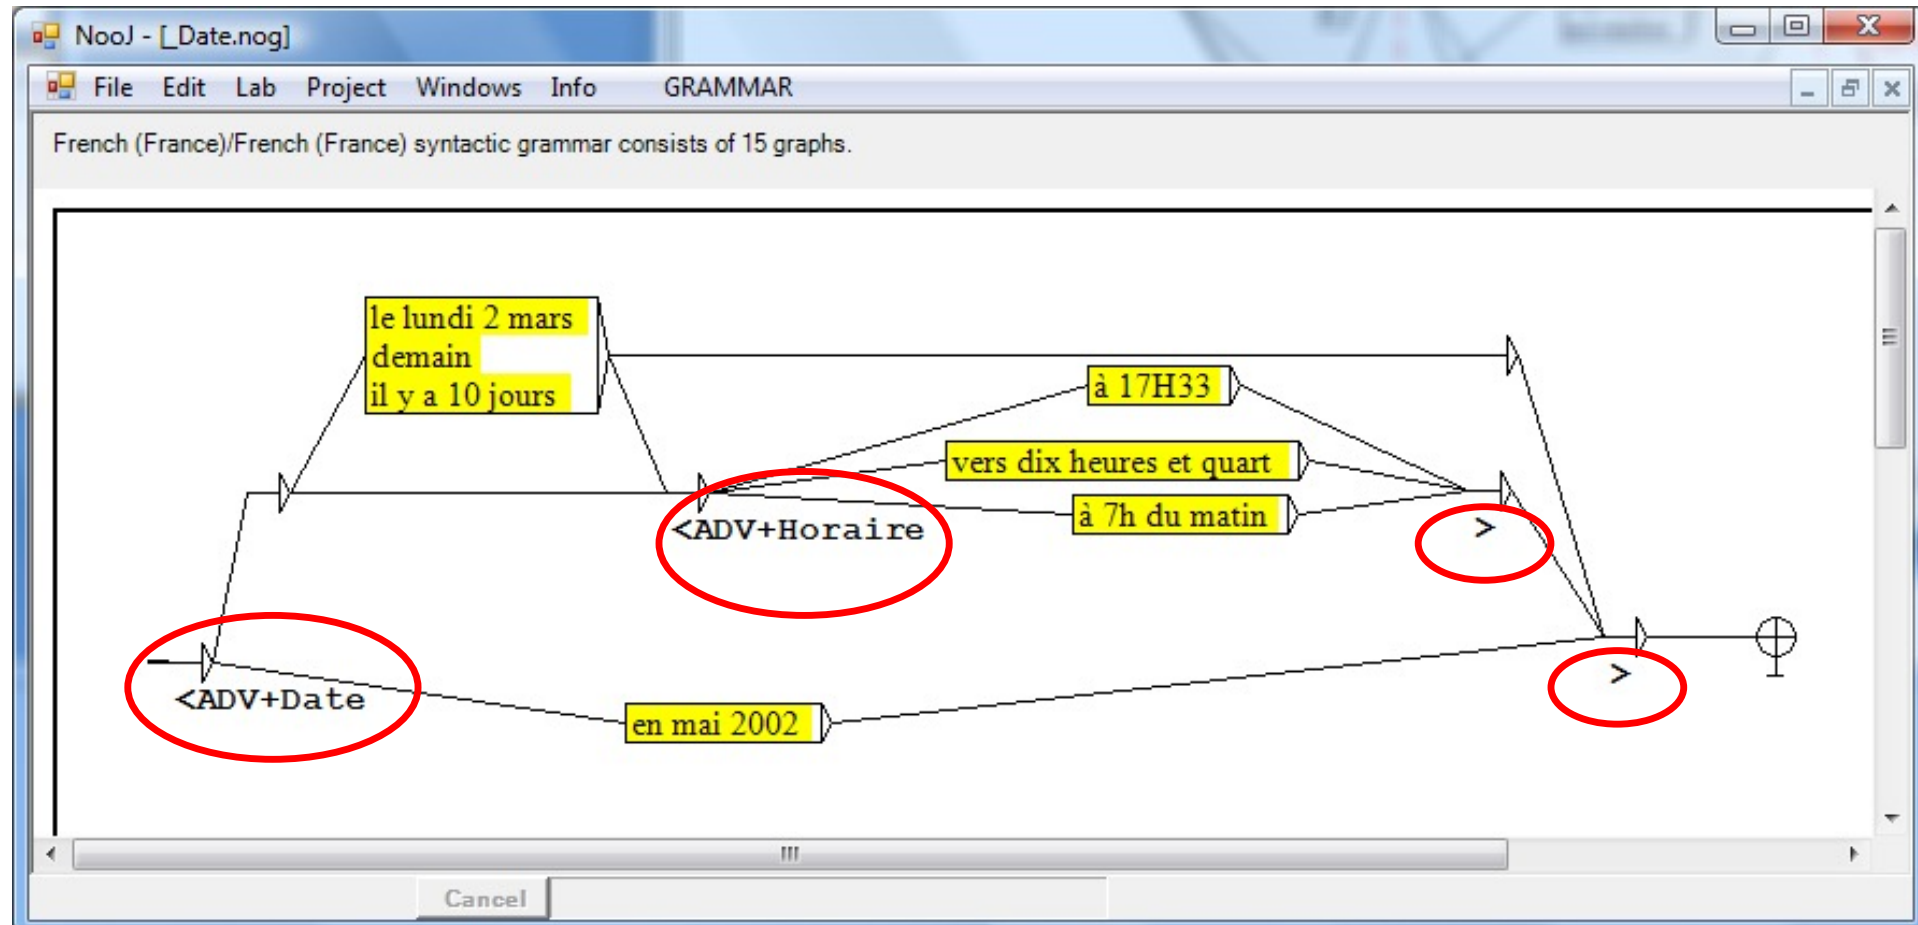 NooJ - [_Date.nog]
File Edit Lab Project Windows Info GRAMMAR
French (France)/French (France) syntactic grammar consists of 15 graphs.
le lundi 2 mars
demain
il y a 10 jours
à 17H33
vers dix heures et quart
à 7h du matin
<ADV+Horaire
>
<ADV+Date
>
en mai 2002
Cancel